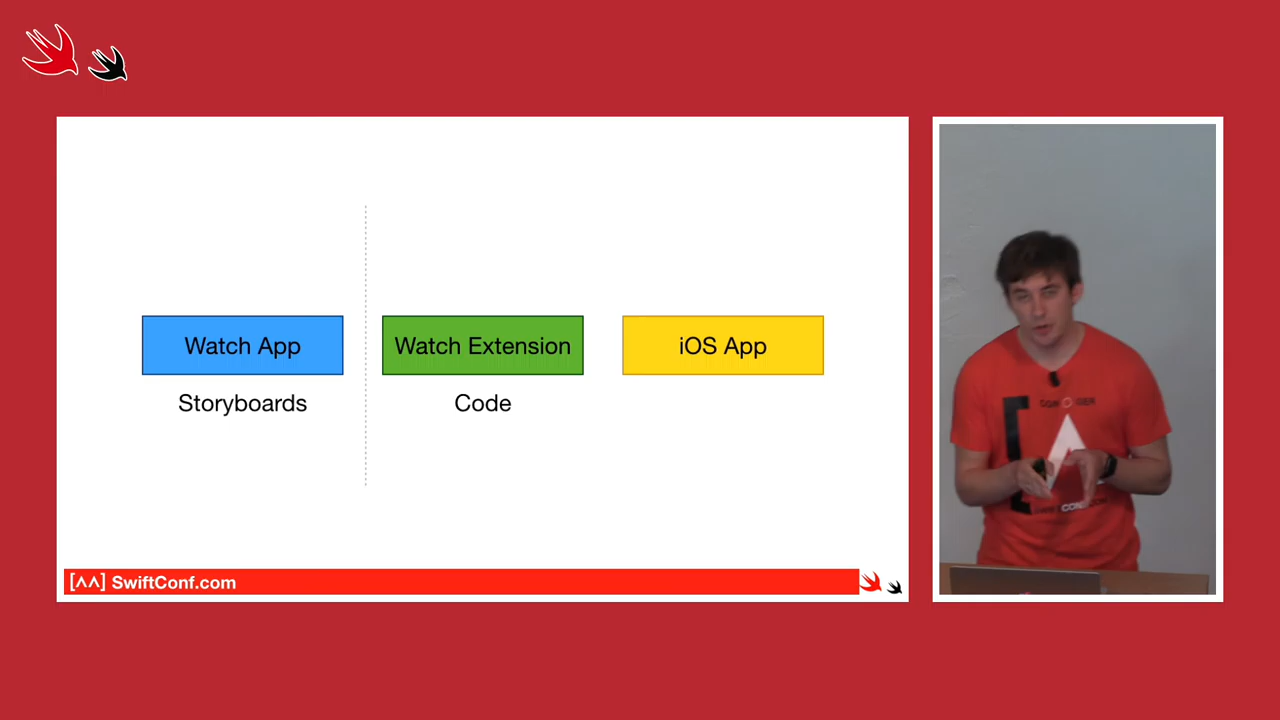 Watch App
Watch Extension
iOS App
Storyboards
Code
[^^] SwiftConf.com